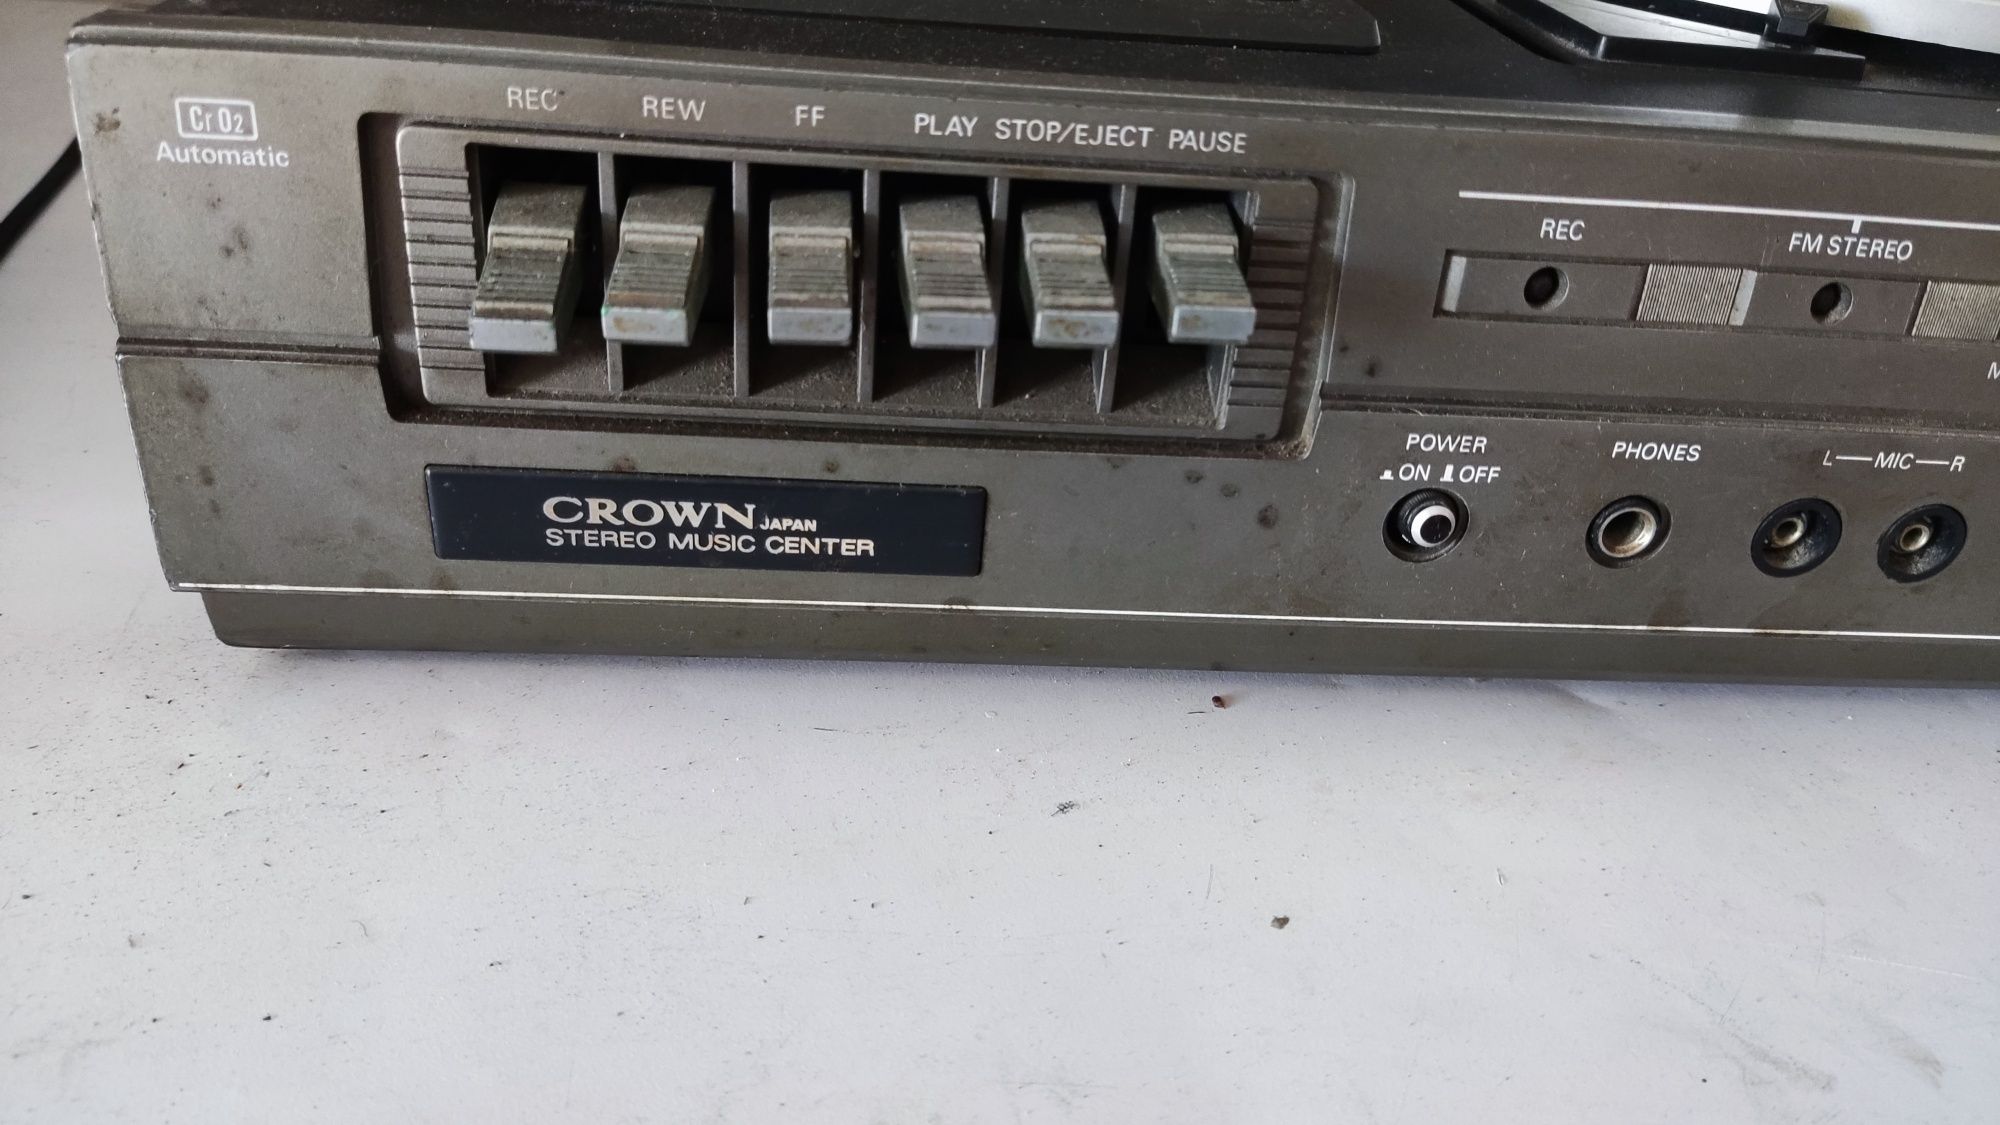 Cr O2
Automatic
REC
REW
FF
PLAY
STOP/EJECT
PAUSE
REC
FM STEREO
POWER
ON OFF
PHONES
L—MIC—R
CROWN JAPAN
STEREO MUSIC CENTER